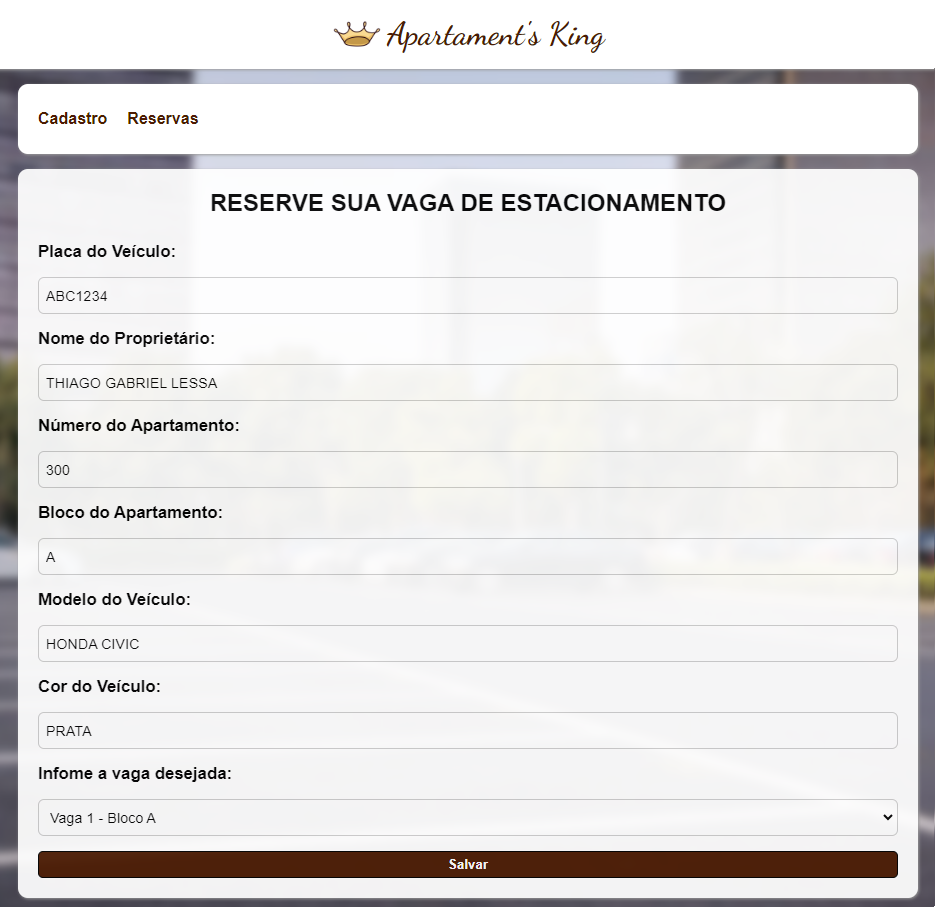 Apartament's King
Cadastro Reservas
RESERVE SUA VAGA DE ESTACIONAMENTO
Placa do Veículo:
ABC1234
Nome do Proprietário:
THIAGO GABRIEL LESSA
Número do Apartamento:
300
Bloco do Apartamento:
A
Modelo do Veículo:
HONDA CIVIC
Cor do Veículo:
PRATA
Infome a vaga desejada:
Vaga 1 - Bloco A
Salvar